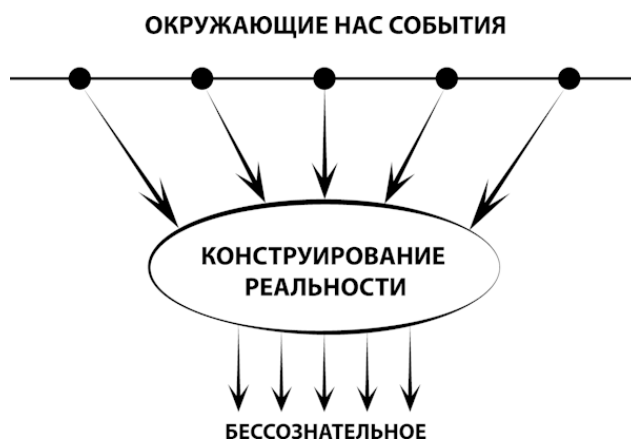 ОКРУЖАЮЩИЕ НАС СОБЫТИЯ
КОНСТРУИРОВАНИЕ
РЕАЛЬНОСТИ
БЕССОЗНАТЕЛЬНОЕ